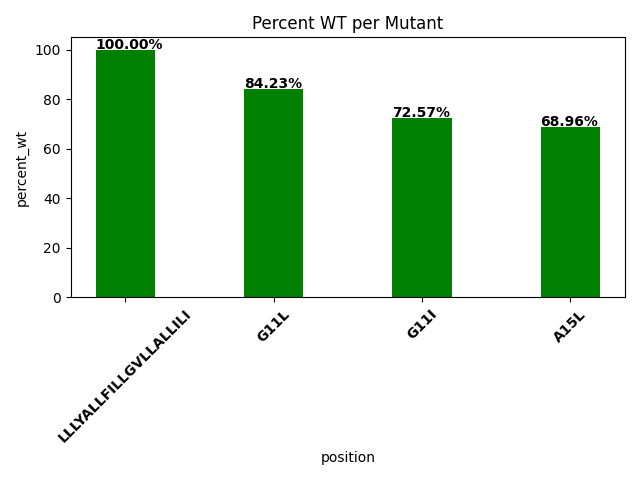 Percent WT per Mutant
percent_wt
100
80
60
40
20
0
100.00%
84.23%
72.57%
68.96%
LLLYALLFILLGVLLALLILI
G11L
G11I
A15L
position